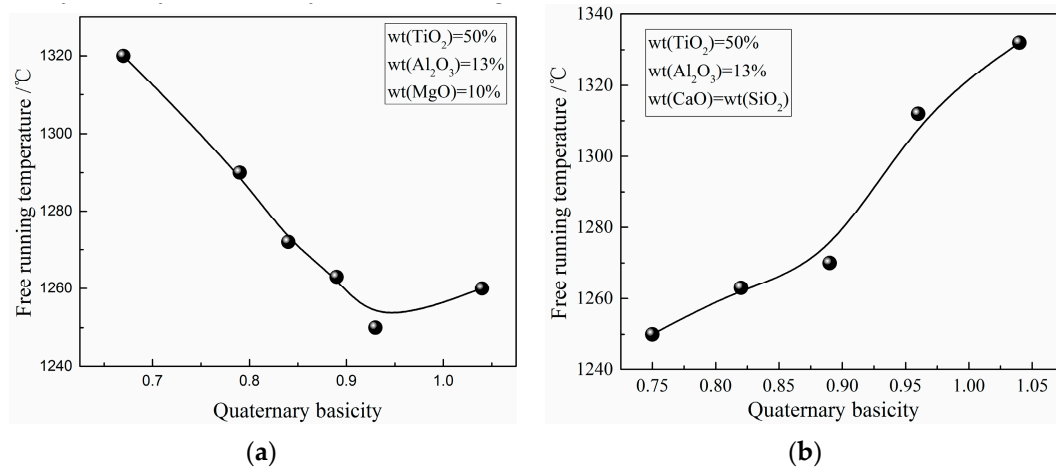 1320
1300
1280
1260
1240
Free running temperature /℃
wt(TiO₂)=50%
wt(Al₂O₃)=13%
wt(MgO)=10%
0.7
0.8
0.9
1.0
Quaternary basicity
(a)
1340
1320
1300
1280
1260
1240
Free running temperature /℃
wt(TiO₂)=50%
wt(Al₂O₃)=13%
wt(CaO)=wt(SiO₂)
0.75
0.80
0.85
0.90
0.95
1.00
1.05
Quaternary basicity
(b)